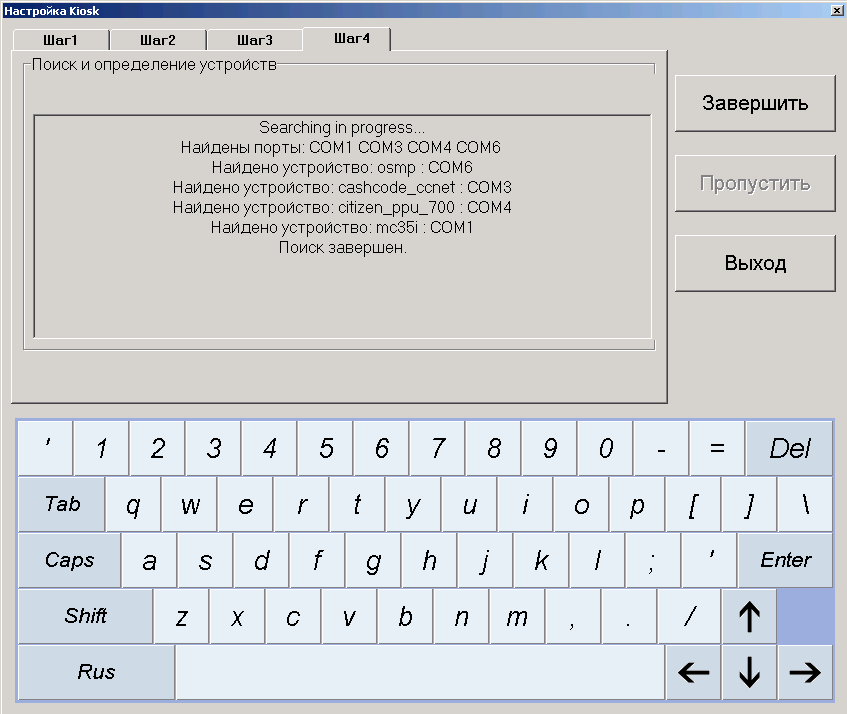 Настройка Kiosk
Шаг1 Шаг2 Шаг3 Шаг4
Поиск и определение устройств
Searching in progress...
Найдены порты: COM1 COM3 COM4 COM6
Найдено устройство: osmp : COM6
Найдено устройство: cashcode_ccnet : COM3
Найдено устройство: citizen_ppu_700 : COM4
Найдено устройство: mc35i : COM1
Поиск завершен.
Завершить
Пропустить
Выход
' 1 2 3 4 5 6 7 8 9 0 - = Del
Tab q w e r t y u i o p [ ] \
Caps a s d f g h j k l ; ' Enter
Shift z x c v b n m , . / ↑
Rus ← ↓ →